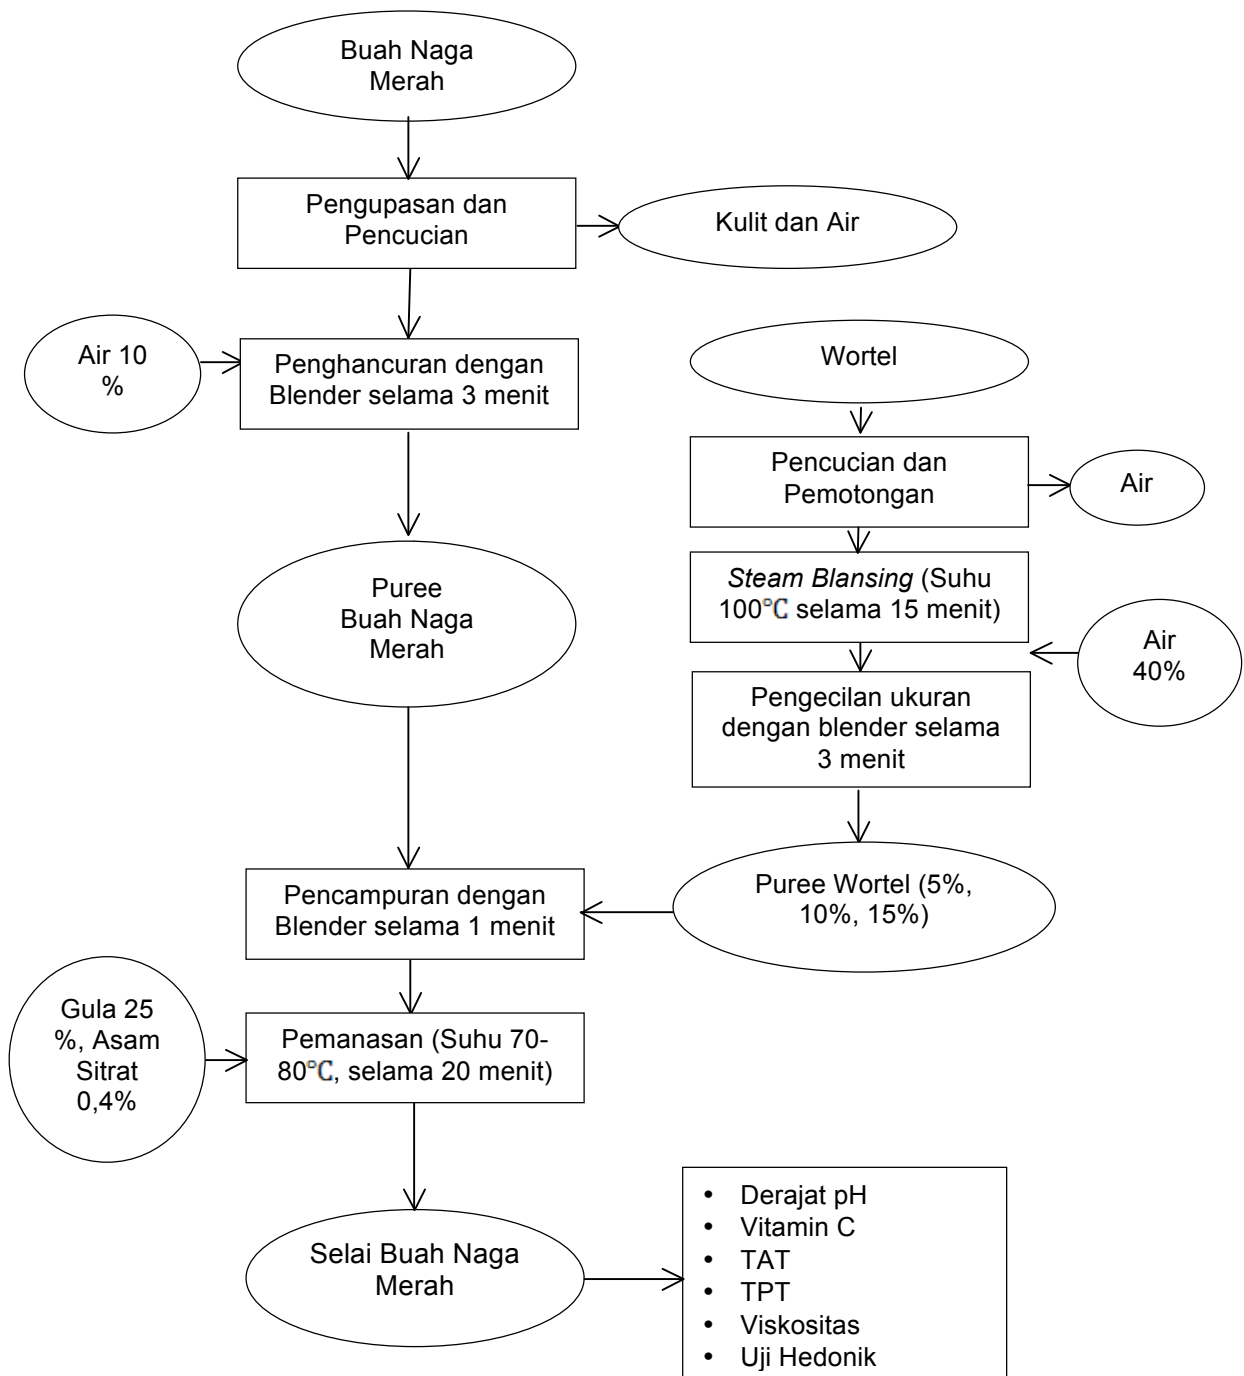 Buah Naga
Merah
Pengupasan dan
Pencucian
Kulit dan Air
Air 10
%
Penghancuran dengan
Blender selama 3 menit
Wortel
Pencucian dan
Pemotongan
Air
Puree
Buah Naga
Merah
Steam Blansing (Suhu
100°C selama 15 menit)
Air
40%
Pengecilan ukuran
dengan blender selama
3 menit
Pencampuran dengan
Blender selama 1 menit
Puree Wortel (5%,
10%, 15%)
Gula 25
%, Asam
Sitrat
0,4%
Pemanasan (Suhu 70-
80°C, selama 20 menit)
Selai Buah Naga
Merah
• Derajat pH
• Vitamin C
• TAT
• TPT
• Viskositas
• Uji Hedonik